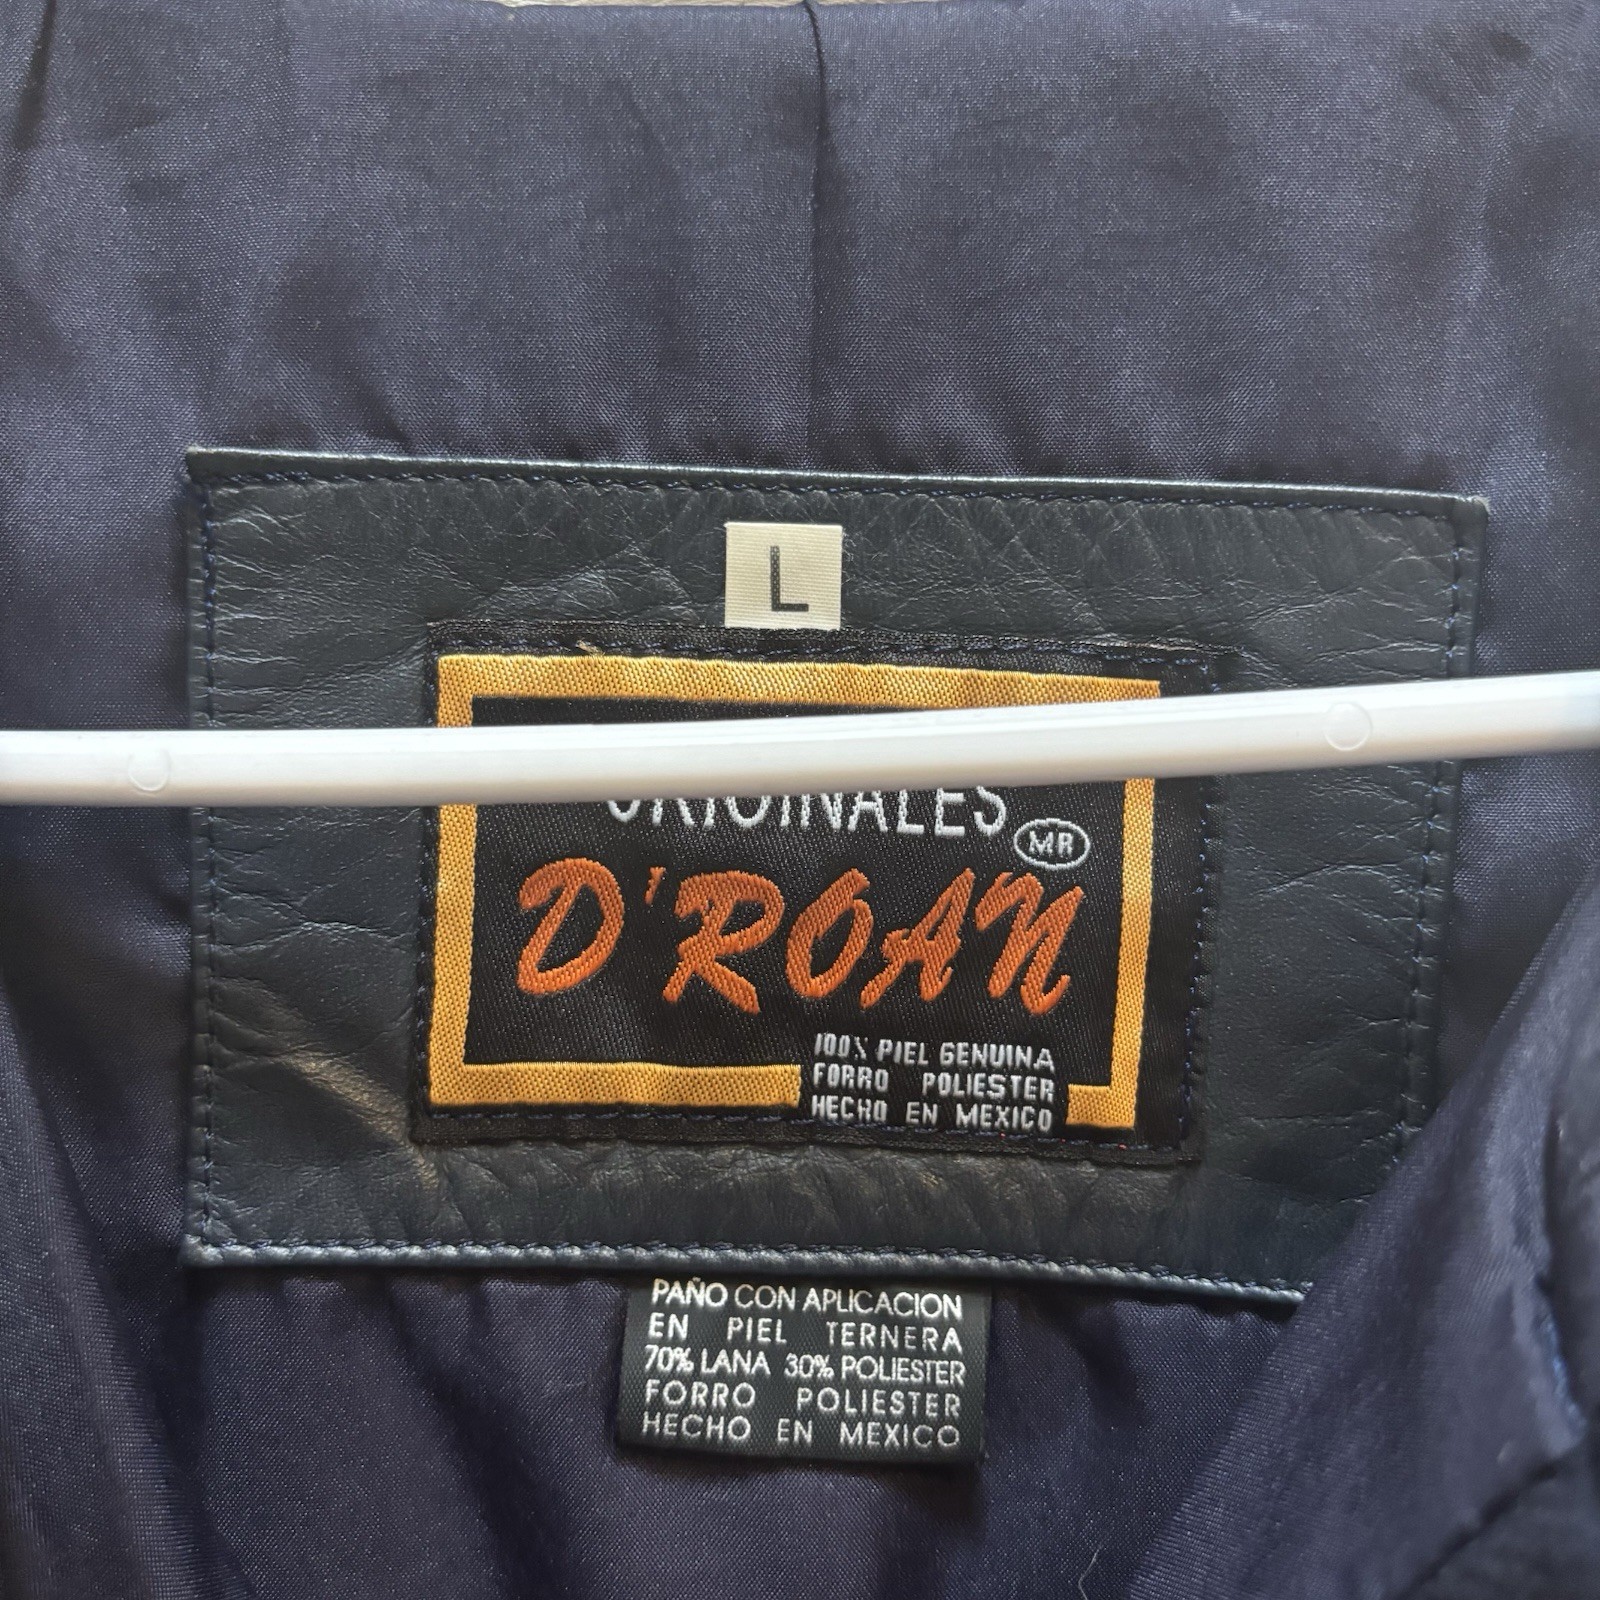 L
ORIGINALES
MR
D'ROAN
100% PIEL GENUINA
FORRO POLIESTER
HECHO EN MEXICO
PAÑO CON APLICACION
EN PIEL TERNERA
70% LANA 30% POLIESTER
FORRO POLIESTER
HECHO EN MEXICO